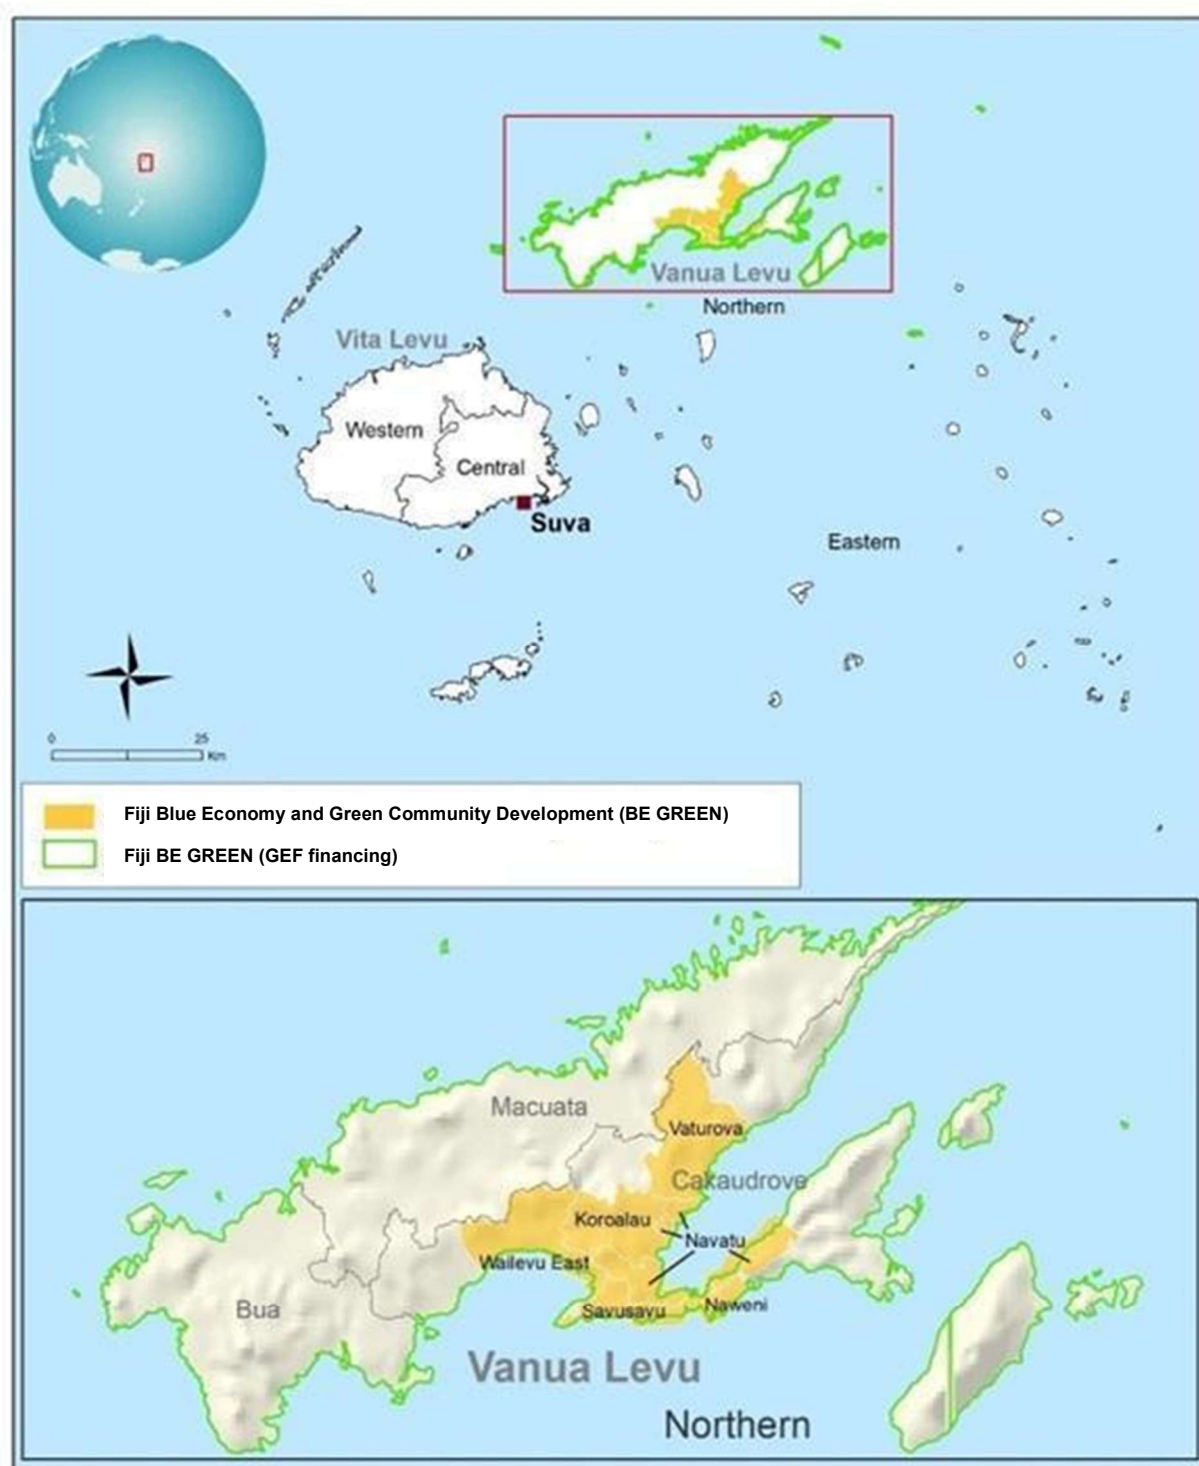 Vanua Levu
Northern
Vita Levu
Western
Central
Suva
Eastern
0 25
Km
Fiji Blue Economy and Green Community Development (BE GREEN)
Fiji BE GREEN (GEF financing)
Macuata
Vaturova
Cakaudrove
Koroalau
Navatu
Wailevu East
Bua
Savusavu
Naweni
Vanua Levu
Northern